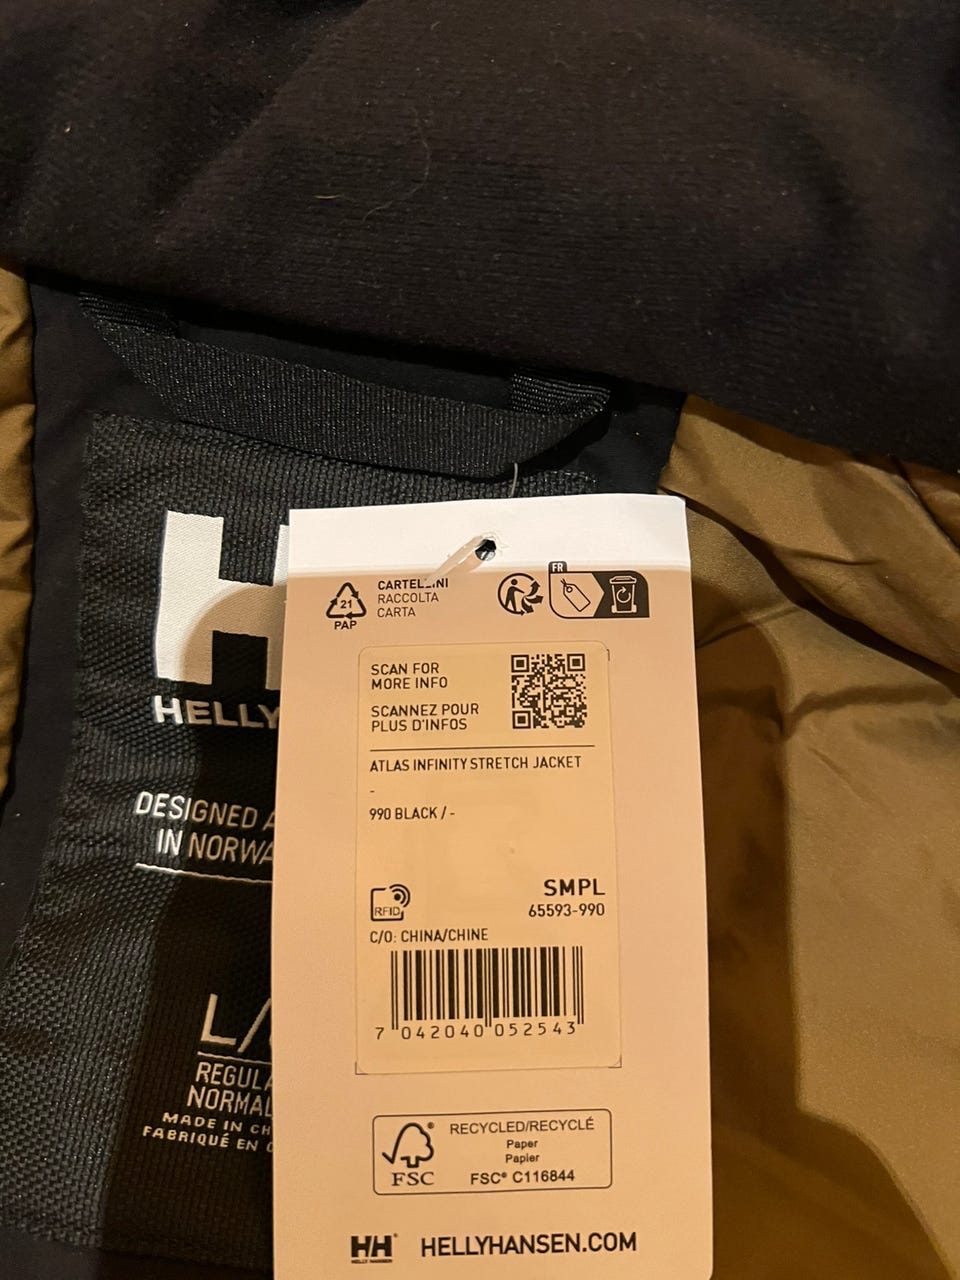 H
HELLY
DESIGNED
IN NORWA
L/
REGULA
NORMAL
MADE IN CH
FABRIQUÉ EN
21
PAP
CARTELLINI
RACCOLTA
CARTA
FR
SCAN FOR
MORE INFO
SCANNEZ POUR
PLUS D'INFOS
ATLAS INFINITY STRETCH JACKET
-
990 BLACK / -
RFID
SMPL
65593-990
C/O: CHINA/CHINE
7 042040 052543
FSC
RECYCLED/RECYCLÉ
Paper
Papier
FSC® C116844
HH®
HELLY HANSEN
HELLYHANSEN.COM